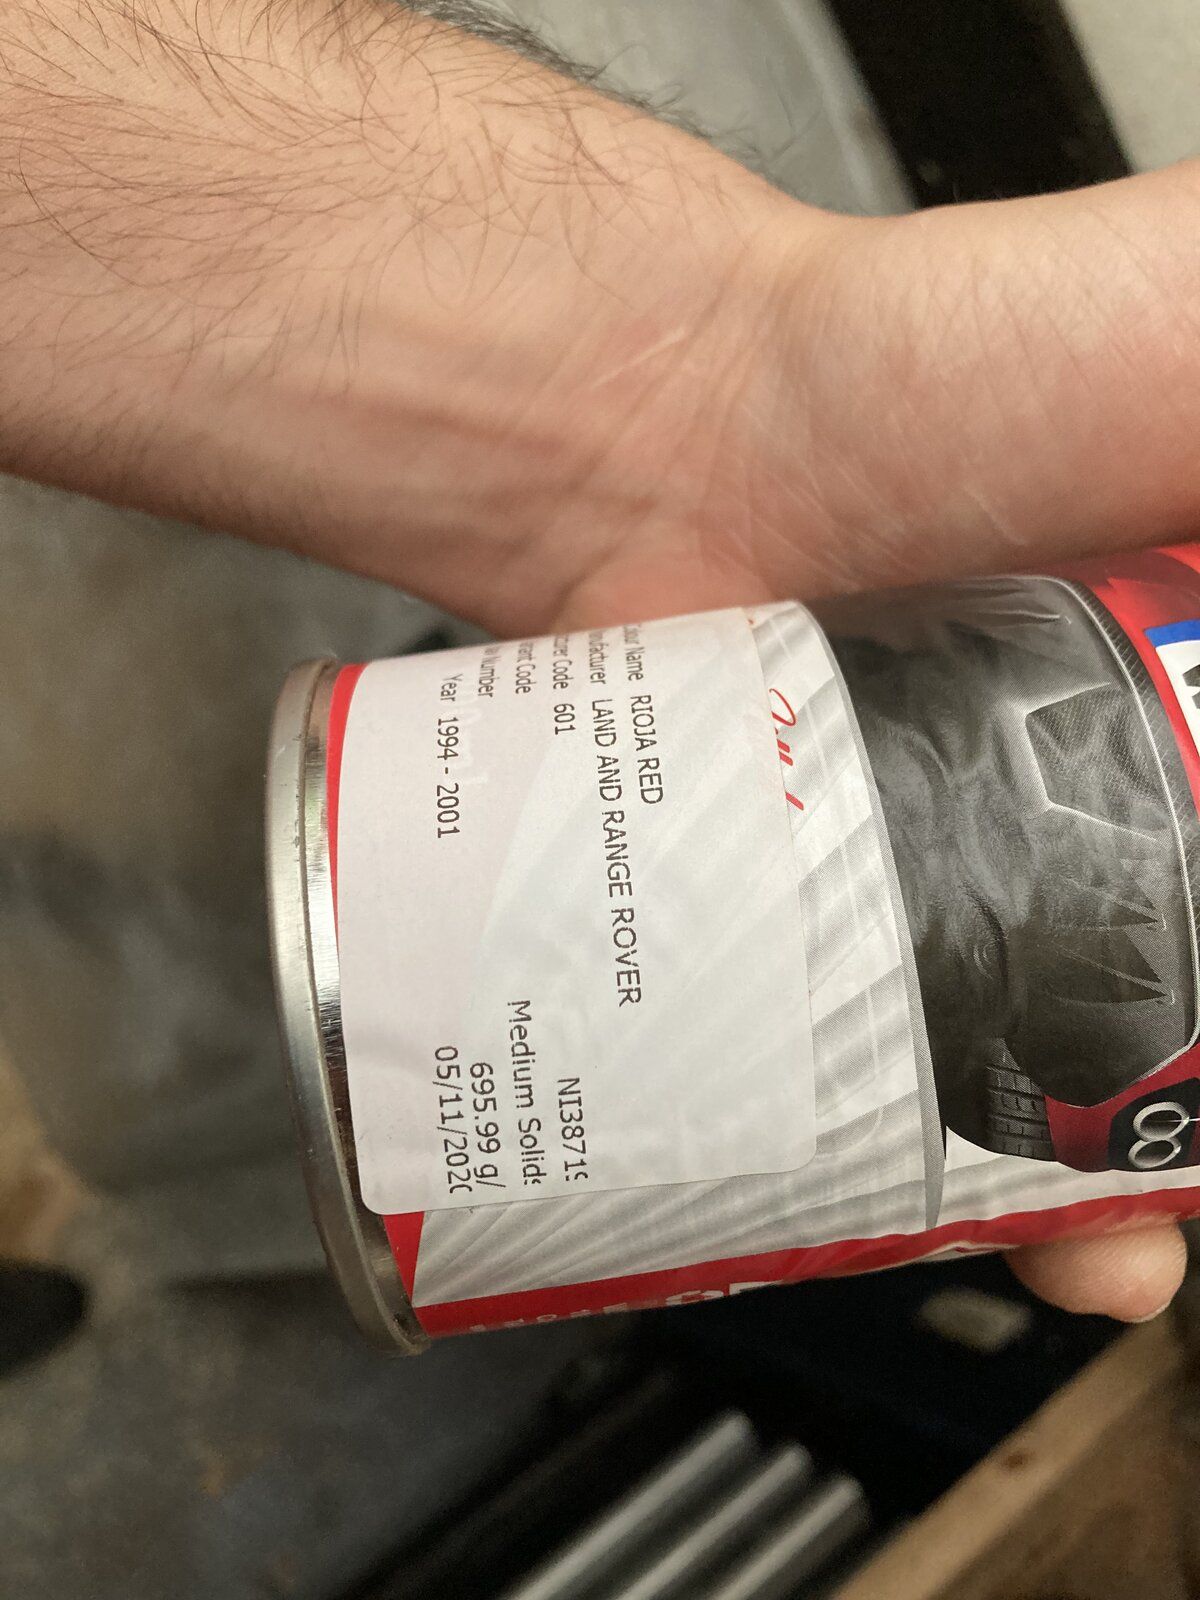 Name RIOJA RED
LAND AND RANGE ROVER
Code 601
NI3871
Code
Medium
Number
695.99 g/
Year 1994 - 2001
05/11/202